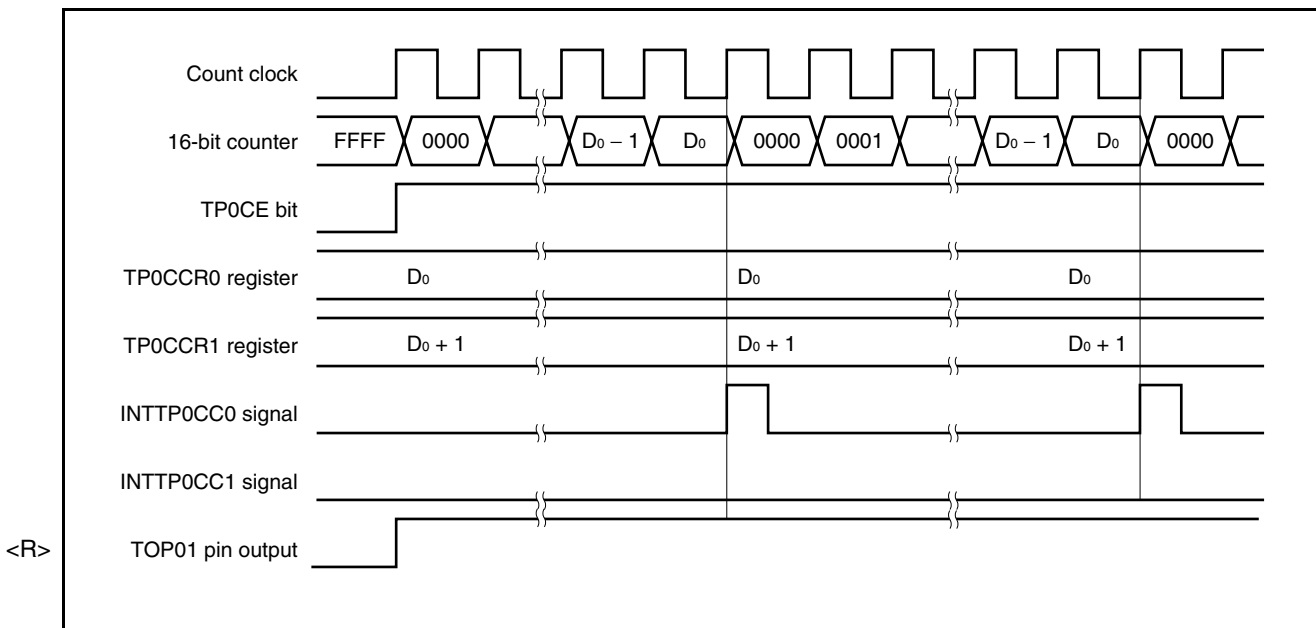 Count clock
16-bit counter FFFF 0000 D₀ − 1 D₀ 0000 0001 D₀ − 1 D₀ 0000
TP0CE bit
TP0CCR0 register D₀ D₀ D₀
TP0CCR1 register D₀ + 1 D₀ + 1 D₀ + 1
INTTP0CC0 signal
INTTP0CC1 signal
<R> TOP01 pin output